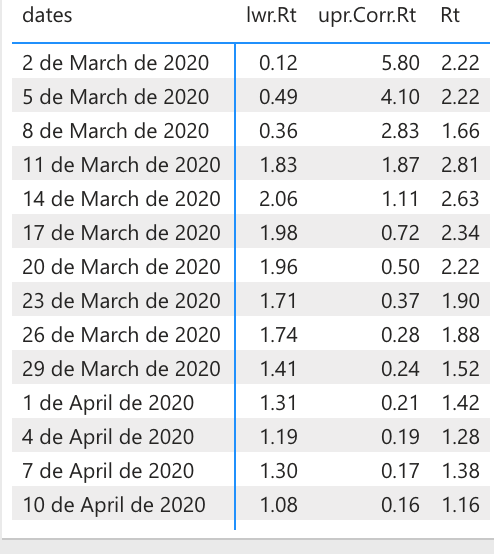 dates lwr.Rt upr.Corr.Rt Rt
2 de March de 2020 0.12 5.80 2.22
5 de March de 2020 0.49 4.10 2.22
8 de March de 2020 0.36 2.83 1.66
11 de March de 2020 1.83 1.87 2.81
14 de March de 2020 2.06 1.11 2.63
17 de March de 2020 1.98 0.72 2.34
20 de March de 2020 1.96 0.50 2.22
23 de March de 2020 1.71 0.37 1.90
26 de March de 2020 1.74 0.28 1.88
29 de March de 2020 1.41 0.24 1.52
1 de April de 2020 1.31 0.21 1.42
4 de April de 2020 1.19 0.19 1.28
7 de April de 2020 1.30 0.17 1.38
10 de April de 2020 1.08 0.16 1.16